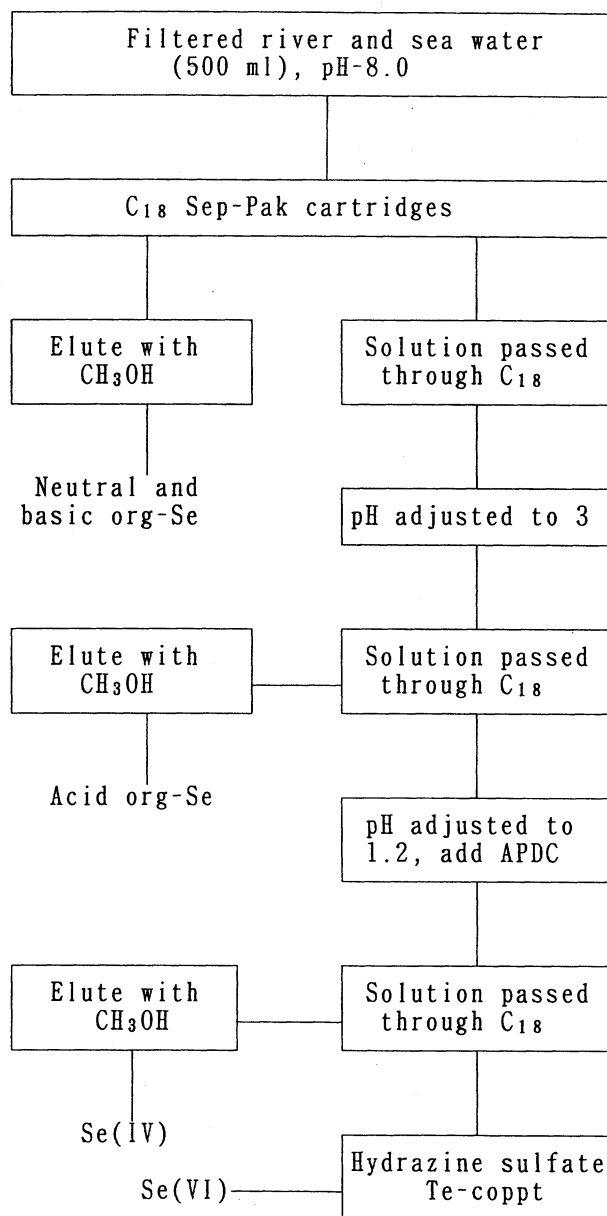 Filtered river and sea water
(500 ml), pH-8.0
C₁₈ Sep-Pak cartridges
Elute with
CH₃OH
Solution passed
through C₁₈
Neutral and
basic org-Se
pH adjusted to 3
Elute with
CH₃OH
Solution passed
through C₁₈
Acid org-Se
pH adjusted to
1.2, add APDC
Elute with
CH₃OH
Solution passed
through C₁₈
Se(IV)
Hydrazine sulfate
Te-coppt
Se(VI)